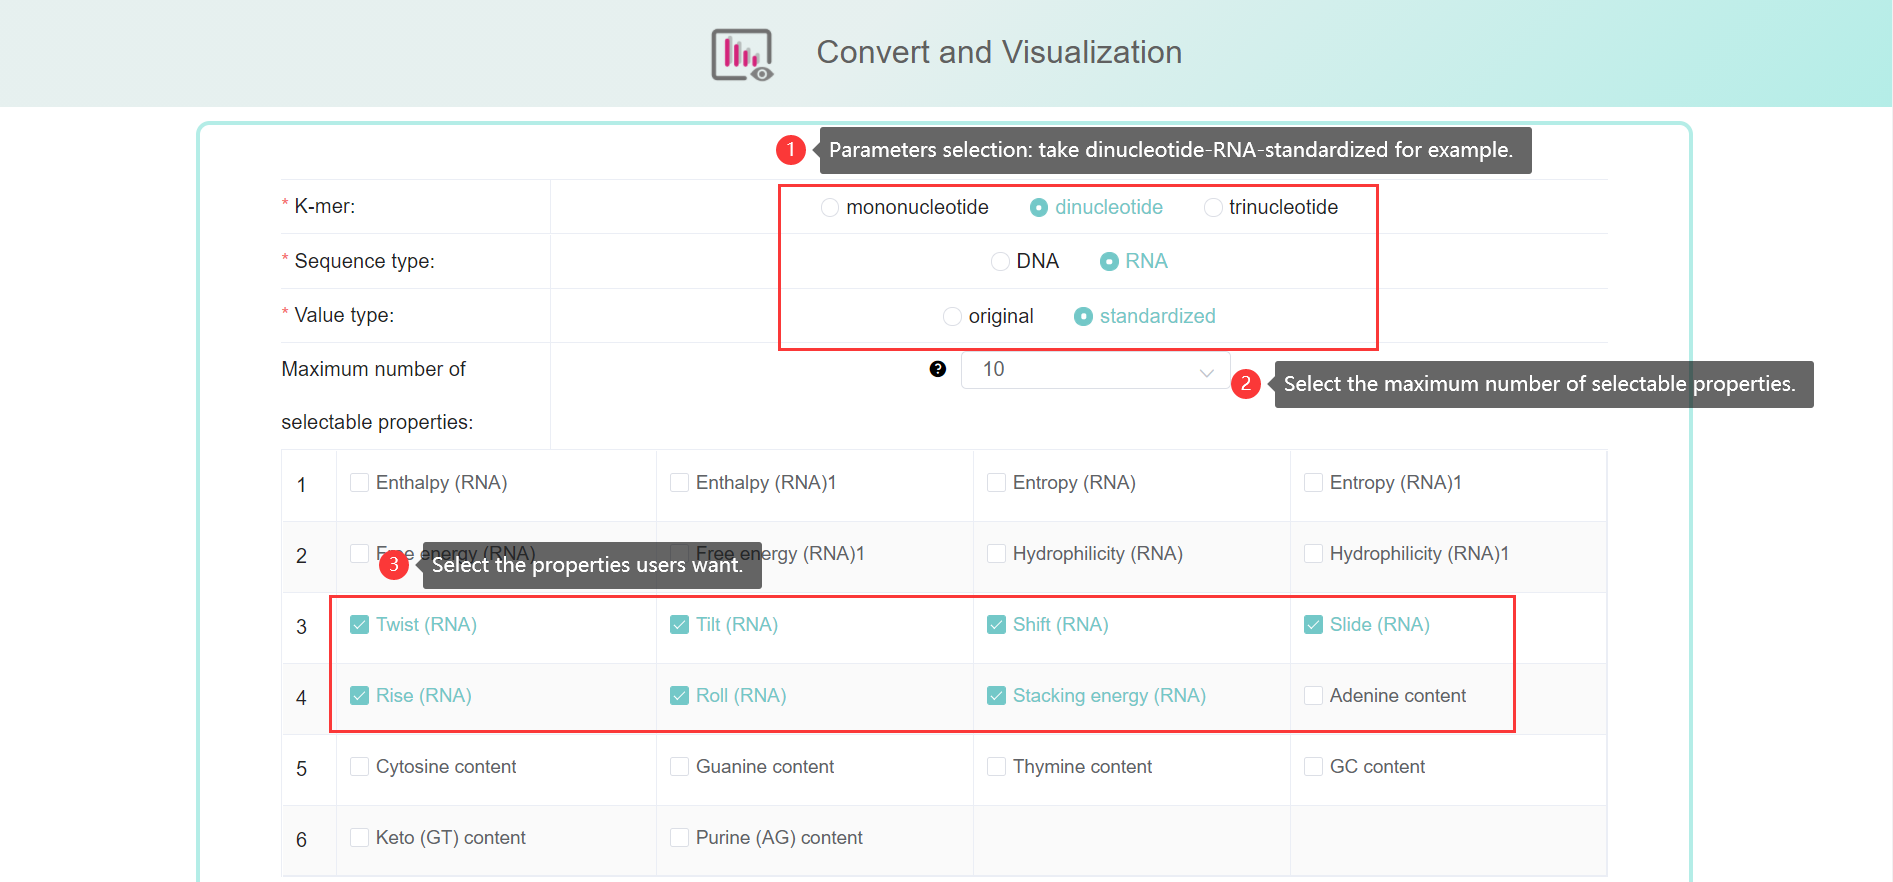 Convert and Visualization
1 Parameters selection: take dinucleotide-RNA-standardized for example.
* K-mer: mononucleotide dinucleotide trinucleotide
* Sequence type: DNA RNA
* Value type: original standardized
Maximum number of ? 10
2 Select the maximum number of selectable properties.
selectable properties:
1 Enthalpy (RNA) Enthalpy (RNA)1 Entropy (RNA) Entropy (RNA)1
2 Free energy (RNA) Free energy (RNA)1 Hydrophilicity (RNA) Hydrophilicity (RNA)1
3 Select the properties users want.
3 Twist (RNA) Tilt (RNA) Shift (RNA) Slide (RNA)
4 Rise (RNA) Roll (RNA) Stacking energy (RNA) Adenine content
5 Cytosine content Guanine content Thymine content GC content
6 Keto (GT) content Purine (AG) content